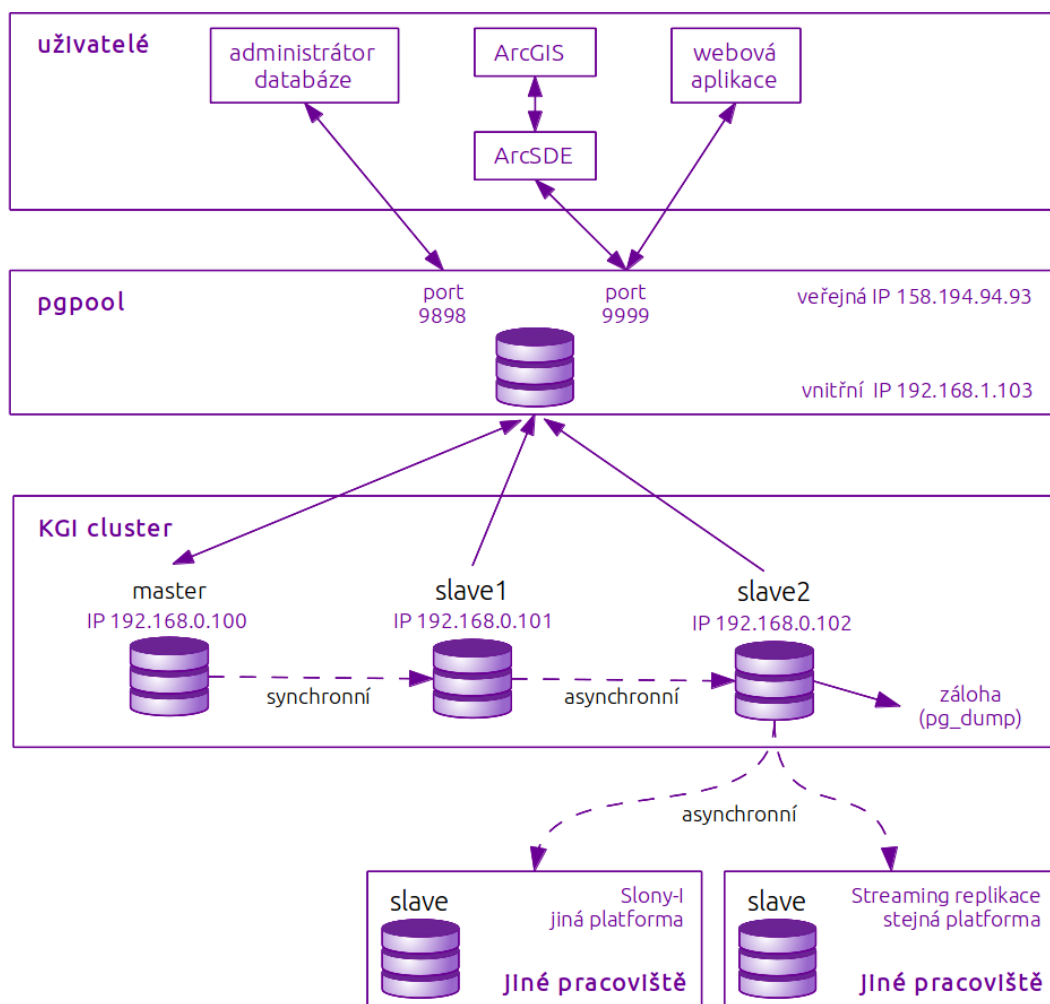 uživatelé
administrátor
databáze
ArcGIS
webová
aplikace
ArcSDE
pgpool
port
9898
port
9999
veřejná IP 158.194.94.93
vnitřní IP 192.168.1.103
KGI cluster
master
IP 192.168.0.100
slave1
IP 192.168.0.101
slave2
IP 192.168.0.102
synchronní
asynchronní
záloha
(pg_dump)
asynchronní
slave
Slony-I
jiná platforma
Jiné pracoviště
slave
Streaming replikace
stejná platforma
Jiné pracoviště